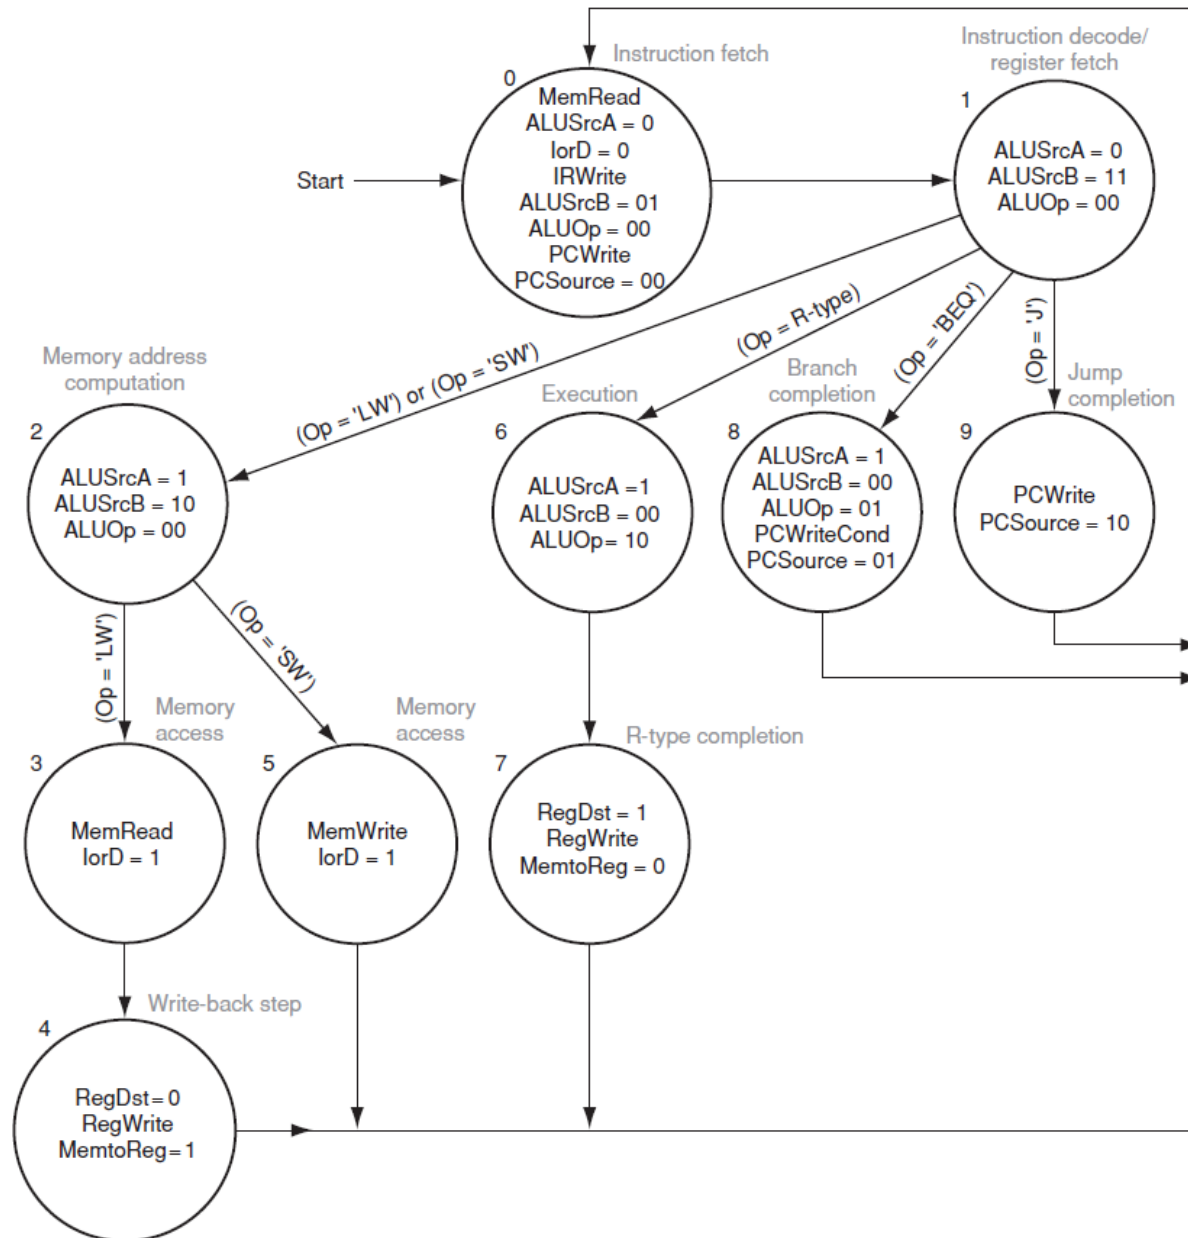 Instruction fetch
0
MemRead
ALUSrcA = 0
IorD = 0
IRWrite
ALUSrcB = 01
ALUOp = 00
PCWrite
PCSource = 00
Start
Instruction decode/
register fetch
1
ALUSrcA = 0
ALUSrcB = 11
ALUOp = 00
(Op = 'LW') or (Op = 'SW')
(Op = R-type)
(Op = 'BEQ')
(Op = 'J')
Memory address
computation
2
ALUSrcA = 1
ALUSrcB = 10
ALUOp = 00
Execution
6
ALUSrcA =1
ALUSrcB = 00
ALUOp= 10
Branch
completion
8
ALUSrcA = 1
ALUSrcB = 00
ALUOp = 01
PCWriteCond
PCSource = 01
Jump
completion
9
PCWrite
PCSource = 10
(Op = 'LW')
(Op = 'SW')
Memory
access
3
MemRead
IorD = 1
Memory
access
5
MemWrite
IorD = 1
R-type completion
7
RegDst = 1
RegWrite
MemtoReg = 0
Write-back step
4
RegDst=0
RegWrite
MemtoReg=1